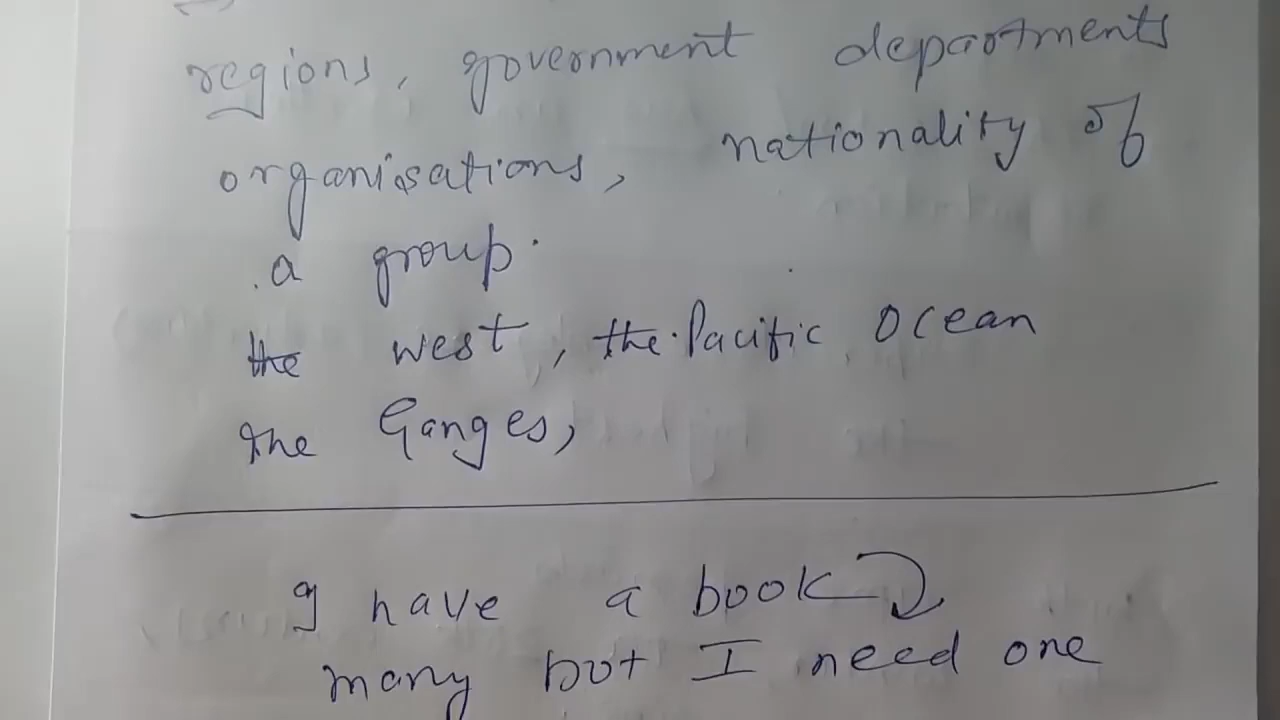 regions, government departments
organisations, nationality of
a group.
the west, the Pacific Ocean
the Ganges,
I have a book
many but I need one